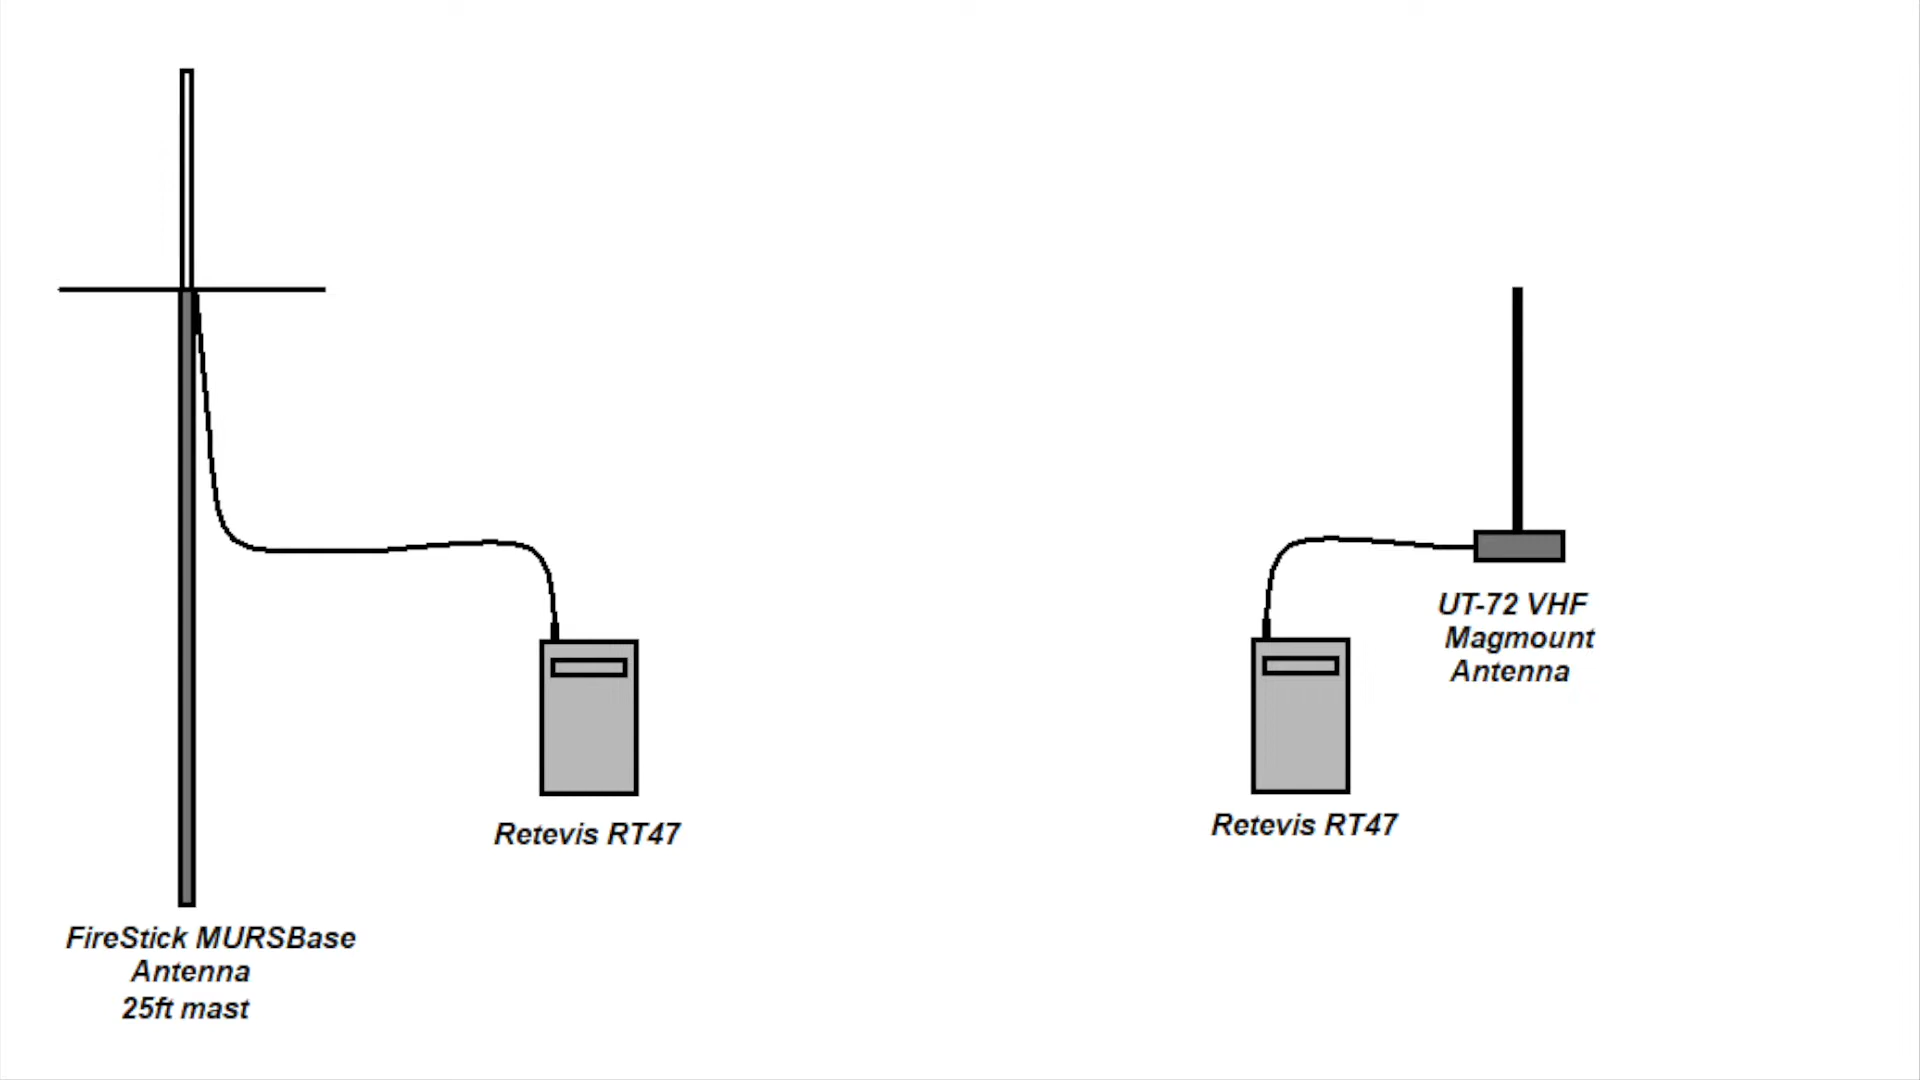 UT-72 VHF
Magmount
Antenna
Retevis RT47
Retevis RT47
FireStick MURSBase
Antenna
25ft mast